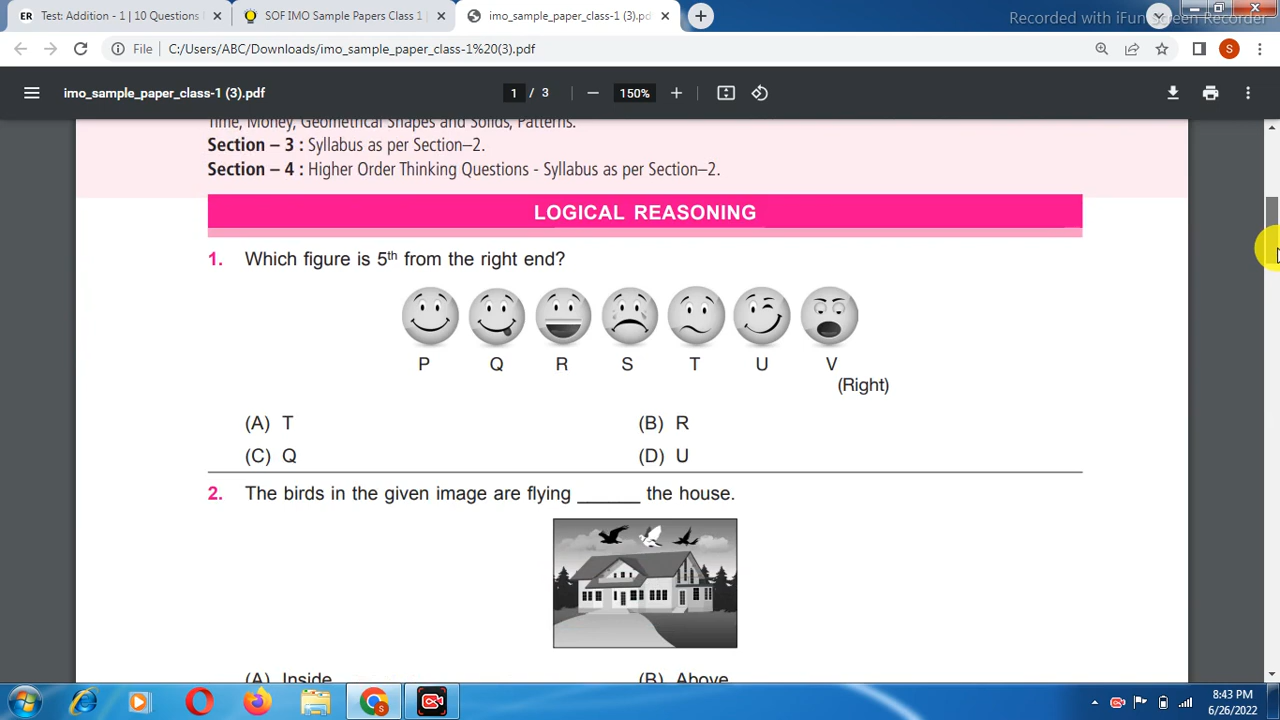 Test: Addition - 1 | 10 Questions
SOF IMO Sample Papers Class 1
imo_sample_paper_class-1 (3).pd
Recorded with iFun Screen Recorder
File
C:/Users/ABC/Downloads/imo_sample_paper_class-1%20(3).pdf
S
imo_sample_paper_class-1 (3).pdf
1 / 3
150%
Time, Money, Geometrical Shapes and Solids, Patterns.
Section – 3 : Syllabus as per Section–2.
Section – 4 : Higher Order Thinking Questions - Syllabus as per Section–2.
LOGICAL REASONING
1. Which figure is 5th from the right end?
P Q R S T U V
(Right)
(A) T (B) R
(C) Q (D) U
2. The birds in the given image are flying ______ the house.
(A) Inside (B) Above
8:43 PM
6/26/2022